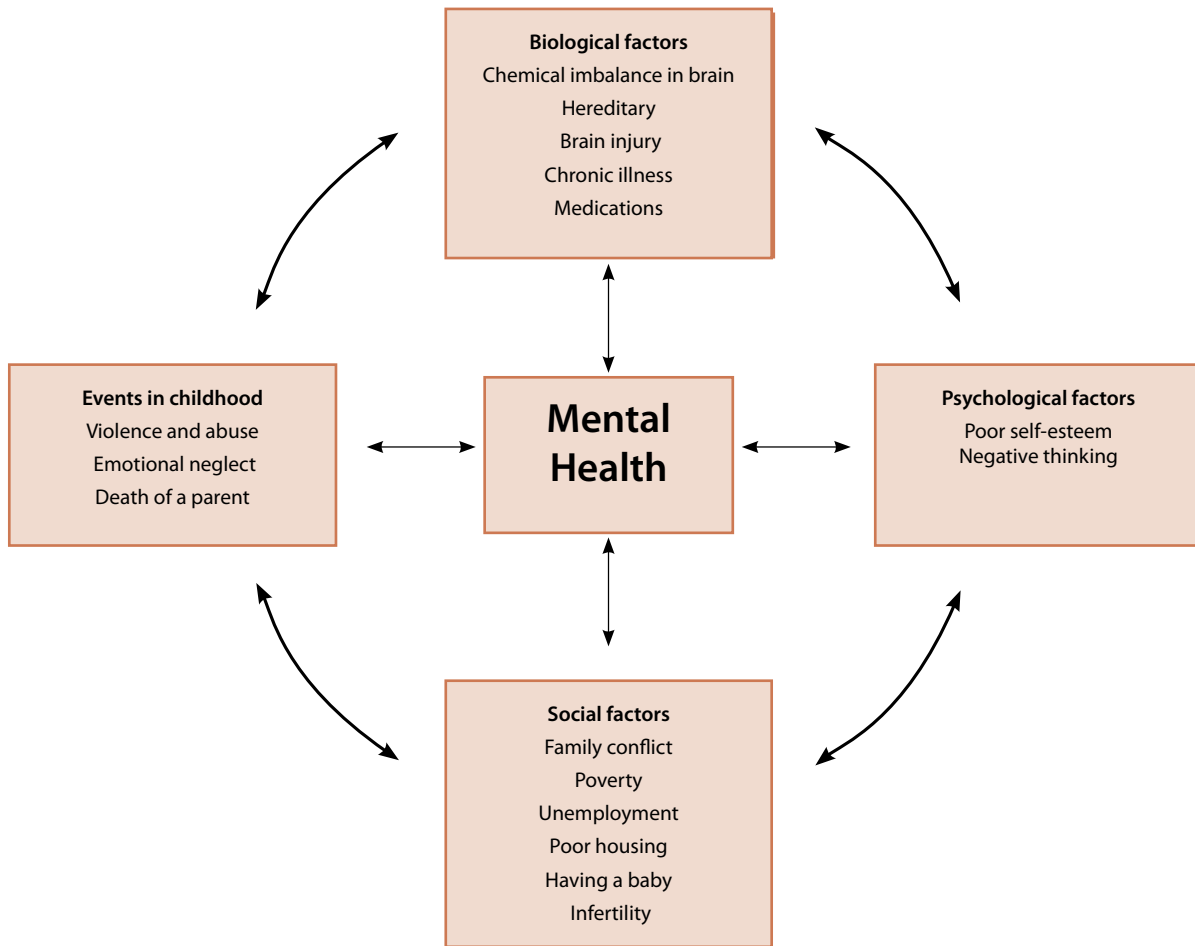 Biological factors
Chemical imbalance in brain
Hereditary
Brain injury
Chronic illness
Medications
Events in childhood
Violence and abuse
Emotional neglect
Death of a parent
Mental
Health
Psychological factors
Poor self-esteem
Negative thinking
Social factors
Family conflict
Poverty
Unemployment
Poor housing
Having a baby
Infertility